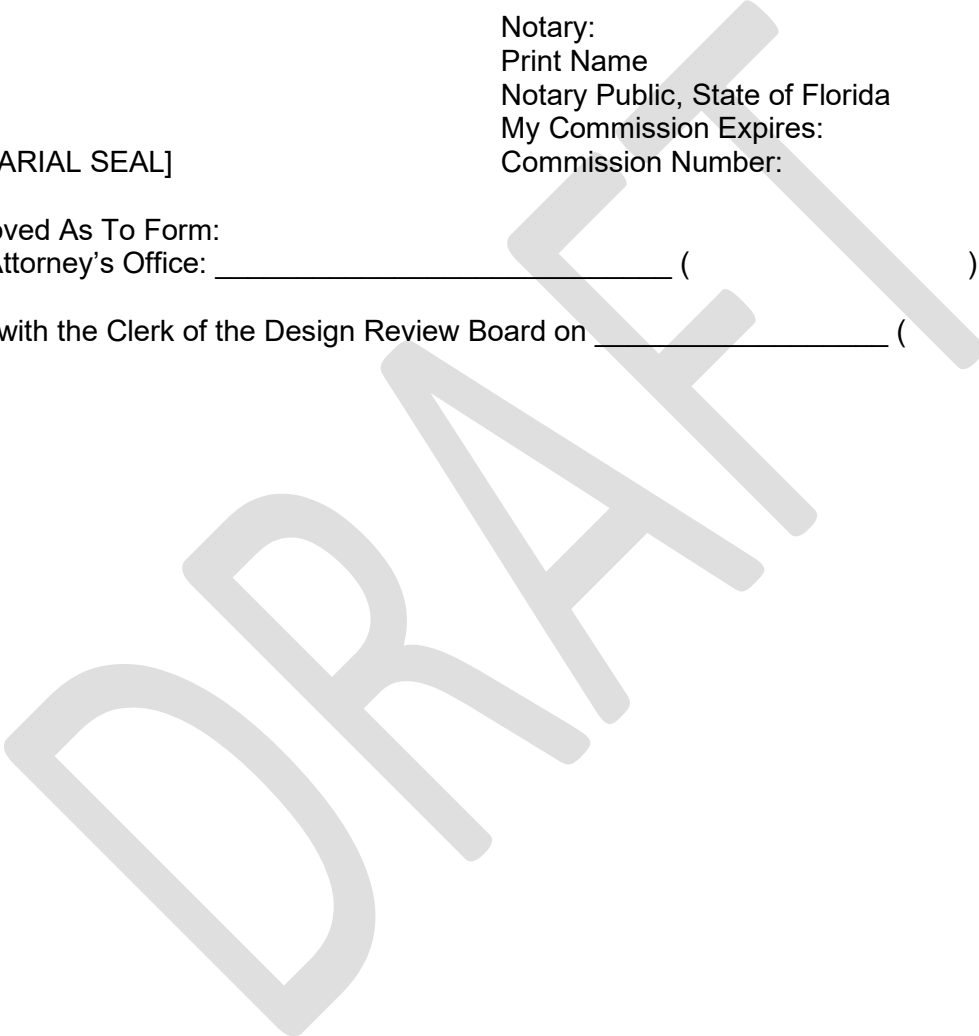 Notary:
Print Name
Notary Public, State of Florida
My Commission Expires:
ARIAL SEAL] Commission Number:
oved As To Form:
Attorney’s Office: ____________________________ ( )
with the Clerk of the Design Review Board on __________________ (
DRAFT